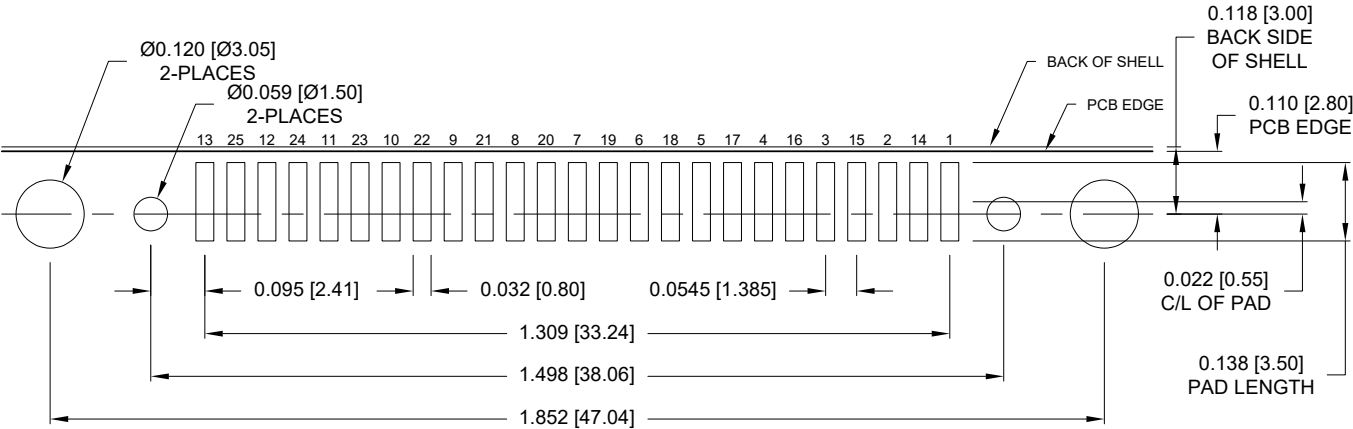 0.118 [3.00]
BACK SIDE
OF SHELL
Ø0.120 [Ø3.05]
2-PLACES
BACK OF SHELL
Ø0.059 [Ø1.50]
2-PLACES
PCB EDGE
0.110 [2.80]
PCB EDGE
13 25 12 24 11 23 10 22 9 21 8 20 7 19 6 18 5 17 4 16 3 15 2 14 1
0.095 [2.41]
0.032 [0.80]
0.0545 [1.385]
0.022 [0.55]
C/L OF PAD
1.309 [33.24]
1.498 [38.06]
0.138 [3.50]
PAD LENGTH
1.852 [47.04]